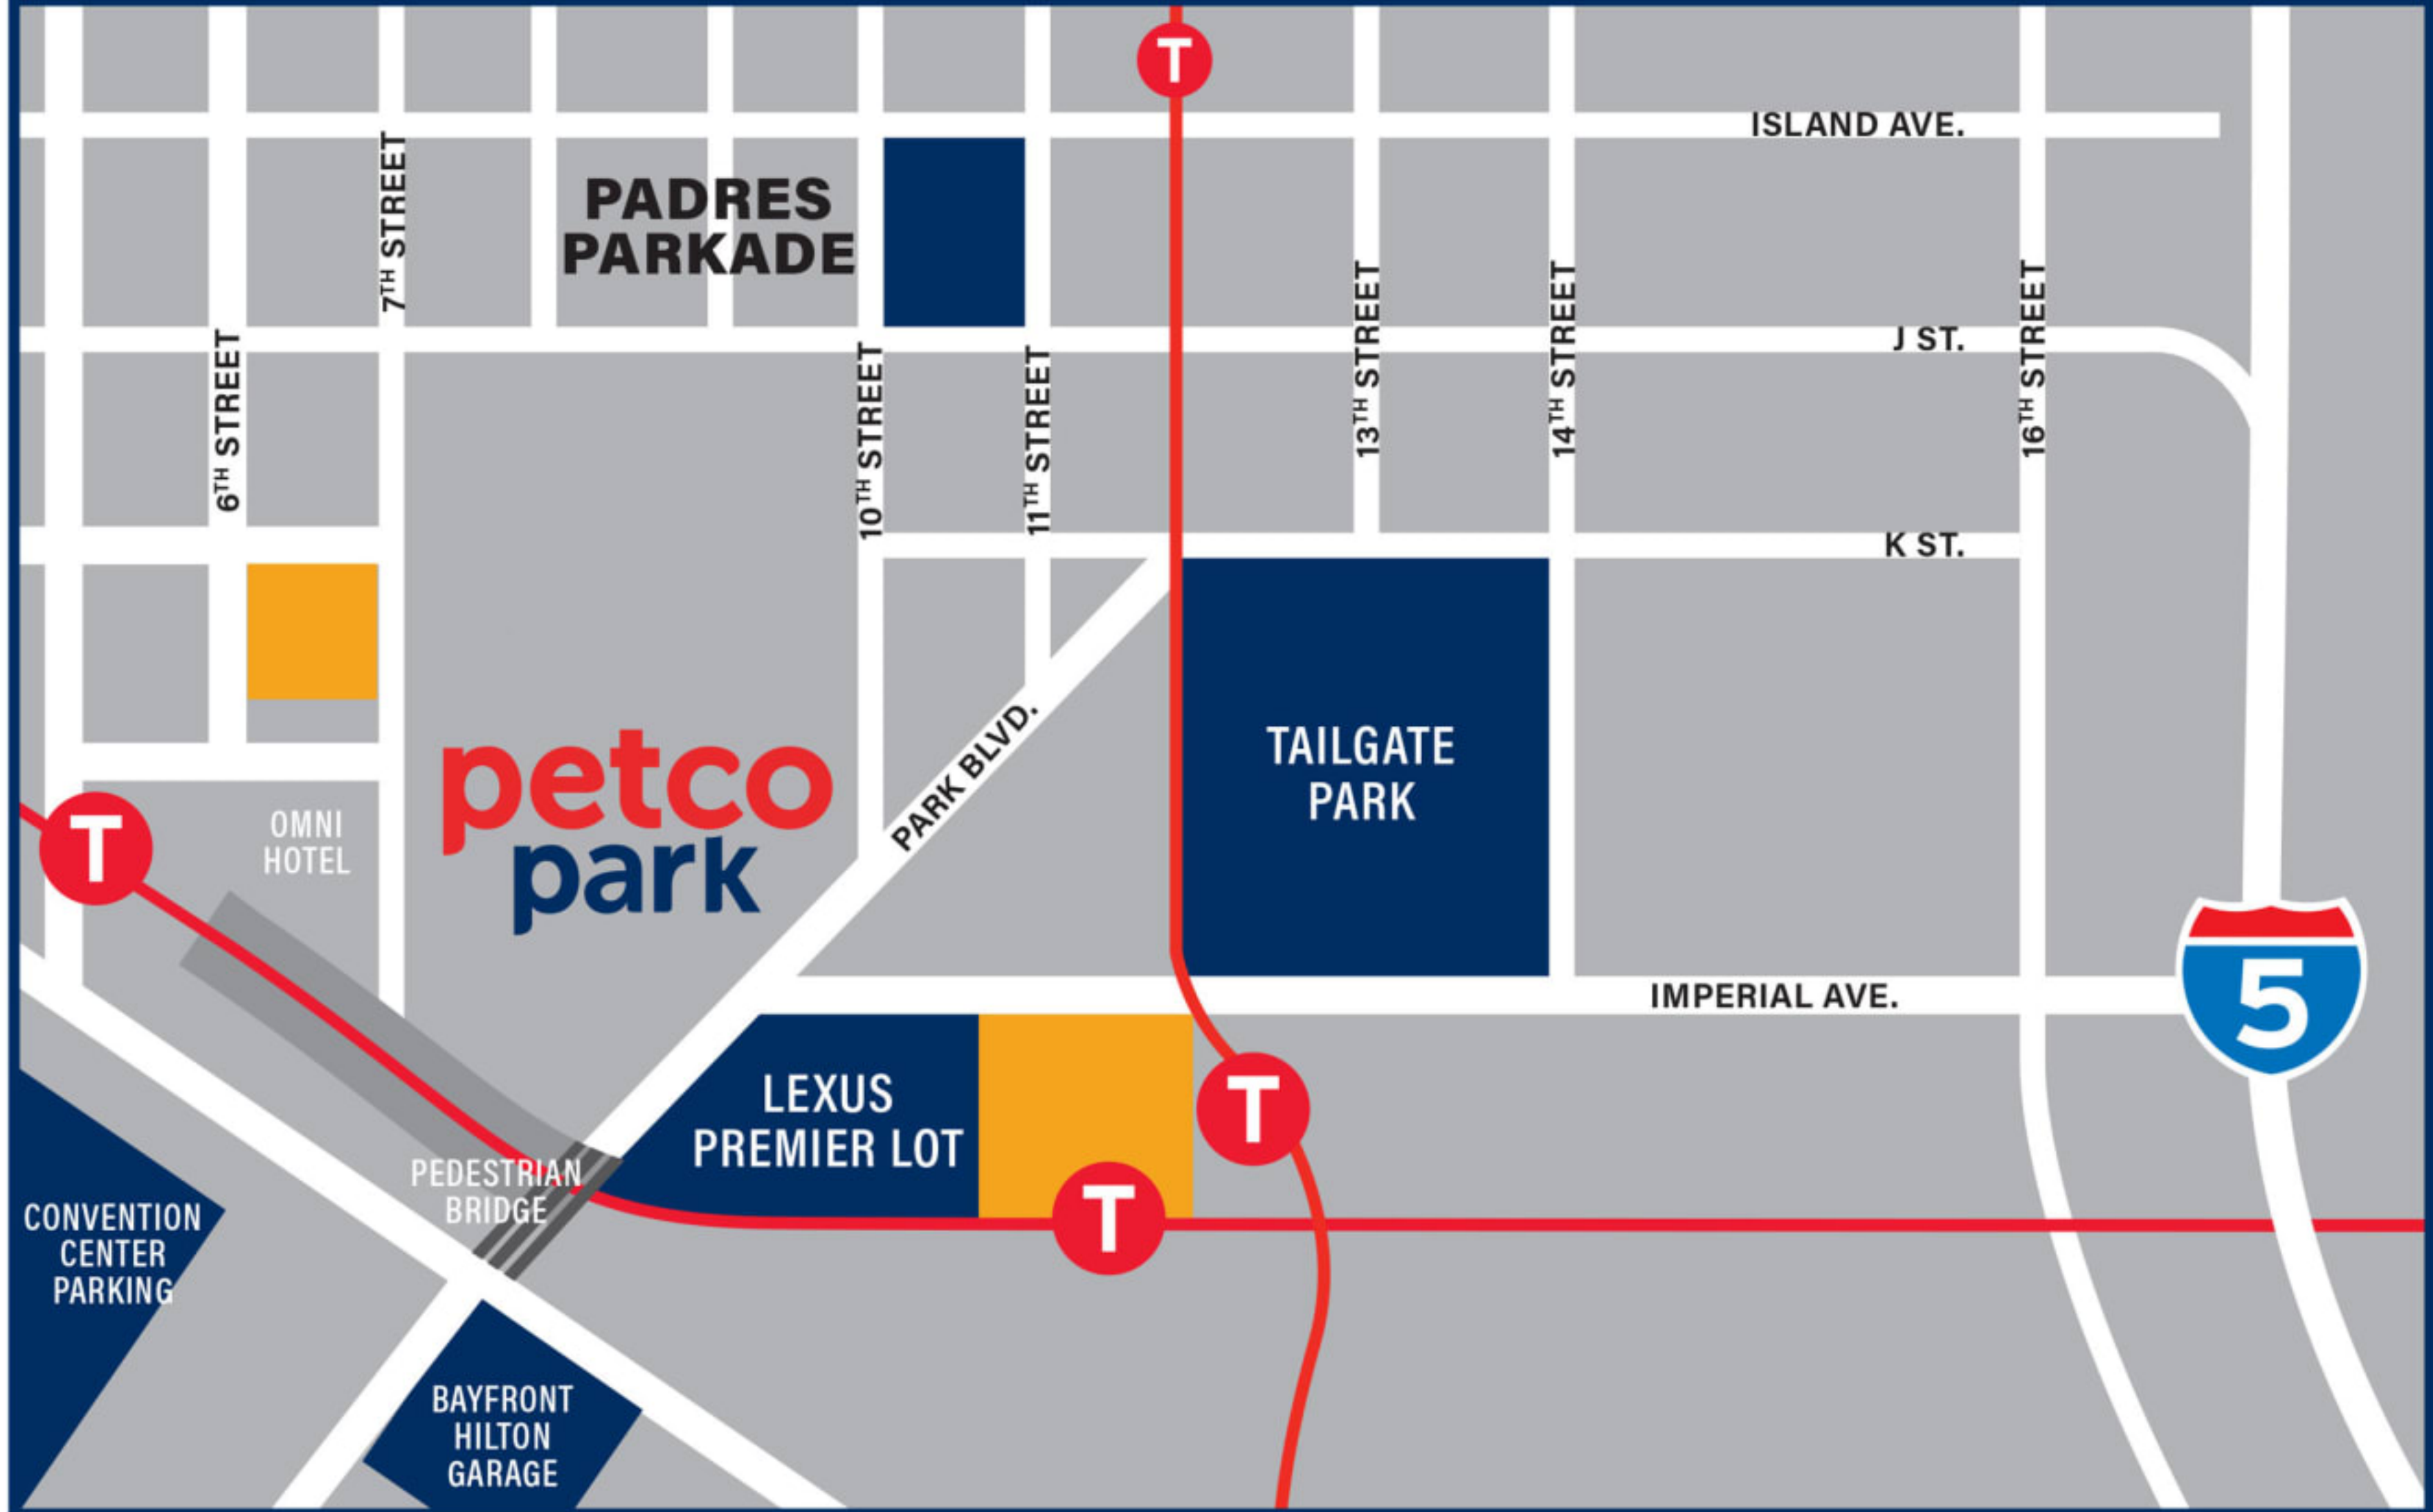 T
ISLAND AVE.
7TH STREET
PADRES
PARKADE
J ST.
6TH STREET
10TH STREET
11TH STREET
13TH STREET
14TH STREET
16TH STREET
K ST.
petco
park
PARK BLVD.
TAILGATE
PARK
T
OMNI
HOTEL
IMPERIAL AVE.
5
LEXUS
PREMIER LOT
T
T
PEDESTRIAN
BRIDGE
CONVENTION
CENTER
PARKING
BAYFRONT
HILTON
GARAGE